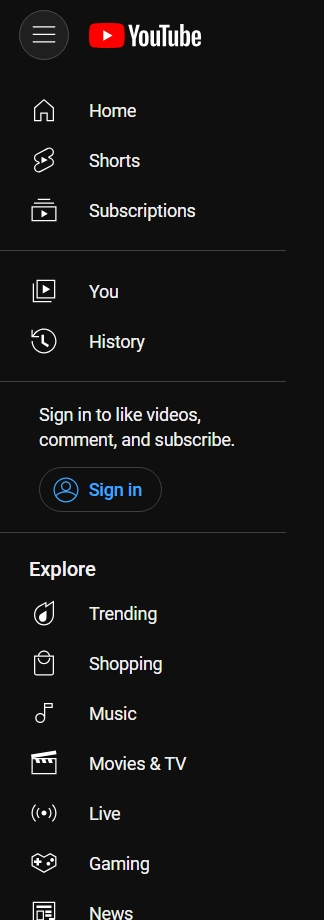 YouTube
Home
Shorts
Subscriptions
You
History
Sign in to like videos,
comment, and subscribe.
Sign in
Explore
Trending
Shopping
Music
Movies & TV
Live
Gaming
News